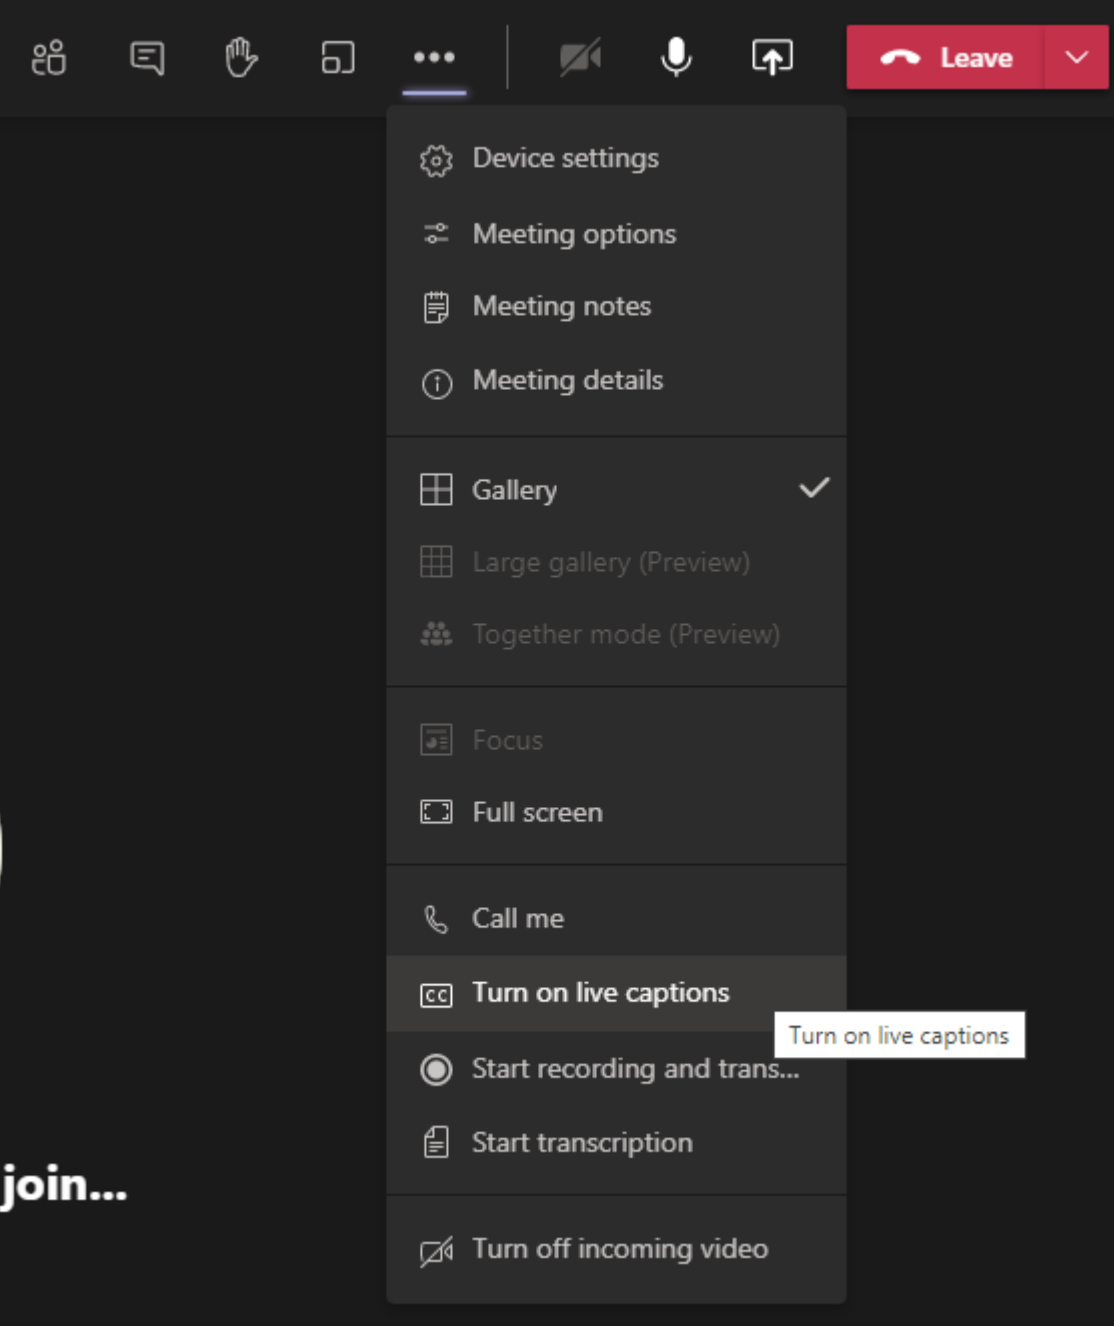 Leave
Device settings
Meeting options
Meeting notes
Meeting details
Gallery
Large gallery (Preview)
Together mode (Preview)
Focus
Full screen
Call me
CC Turn on live captions
Turn on live captions
Start recording and trans...
Start transcription
join...
Turn off incoming video